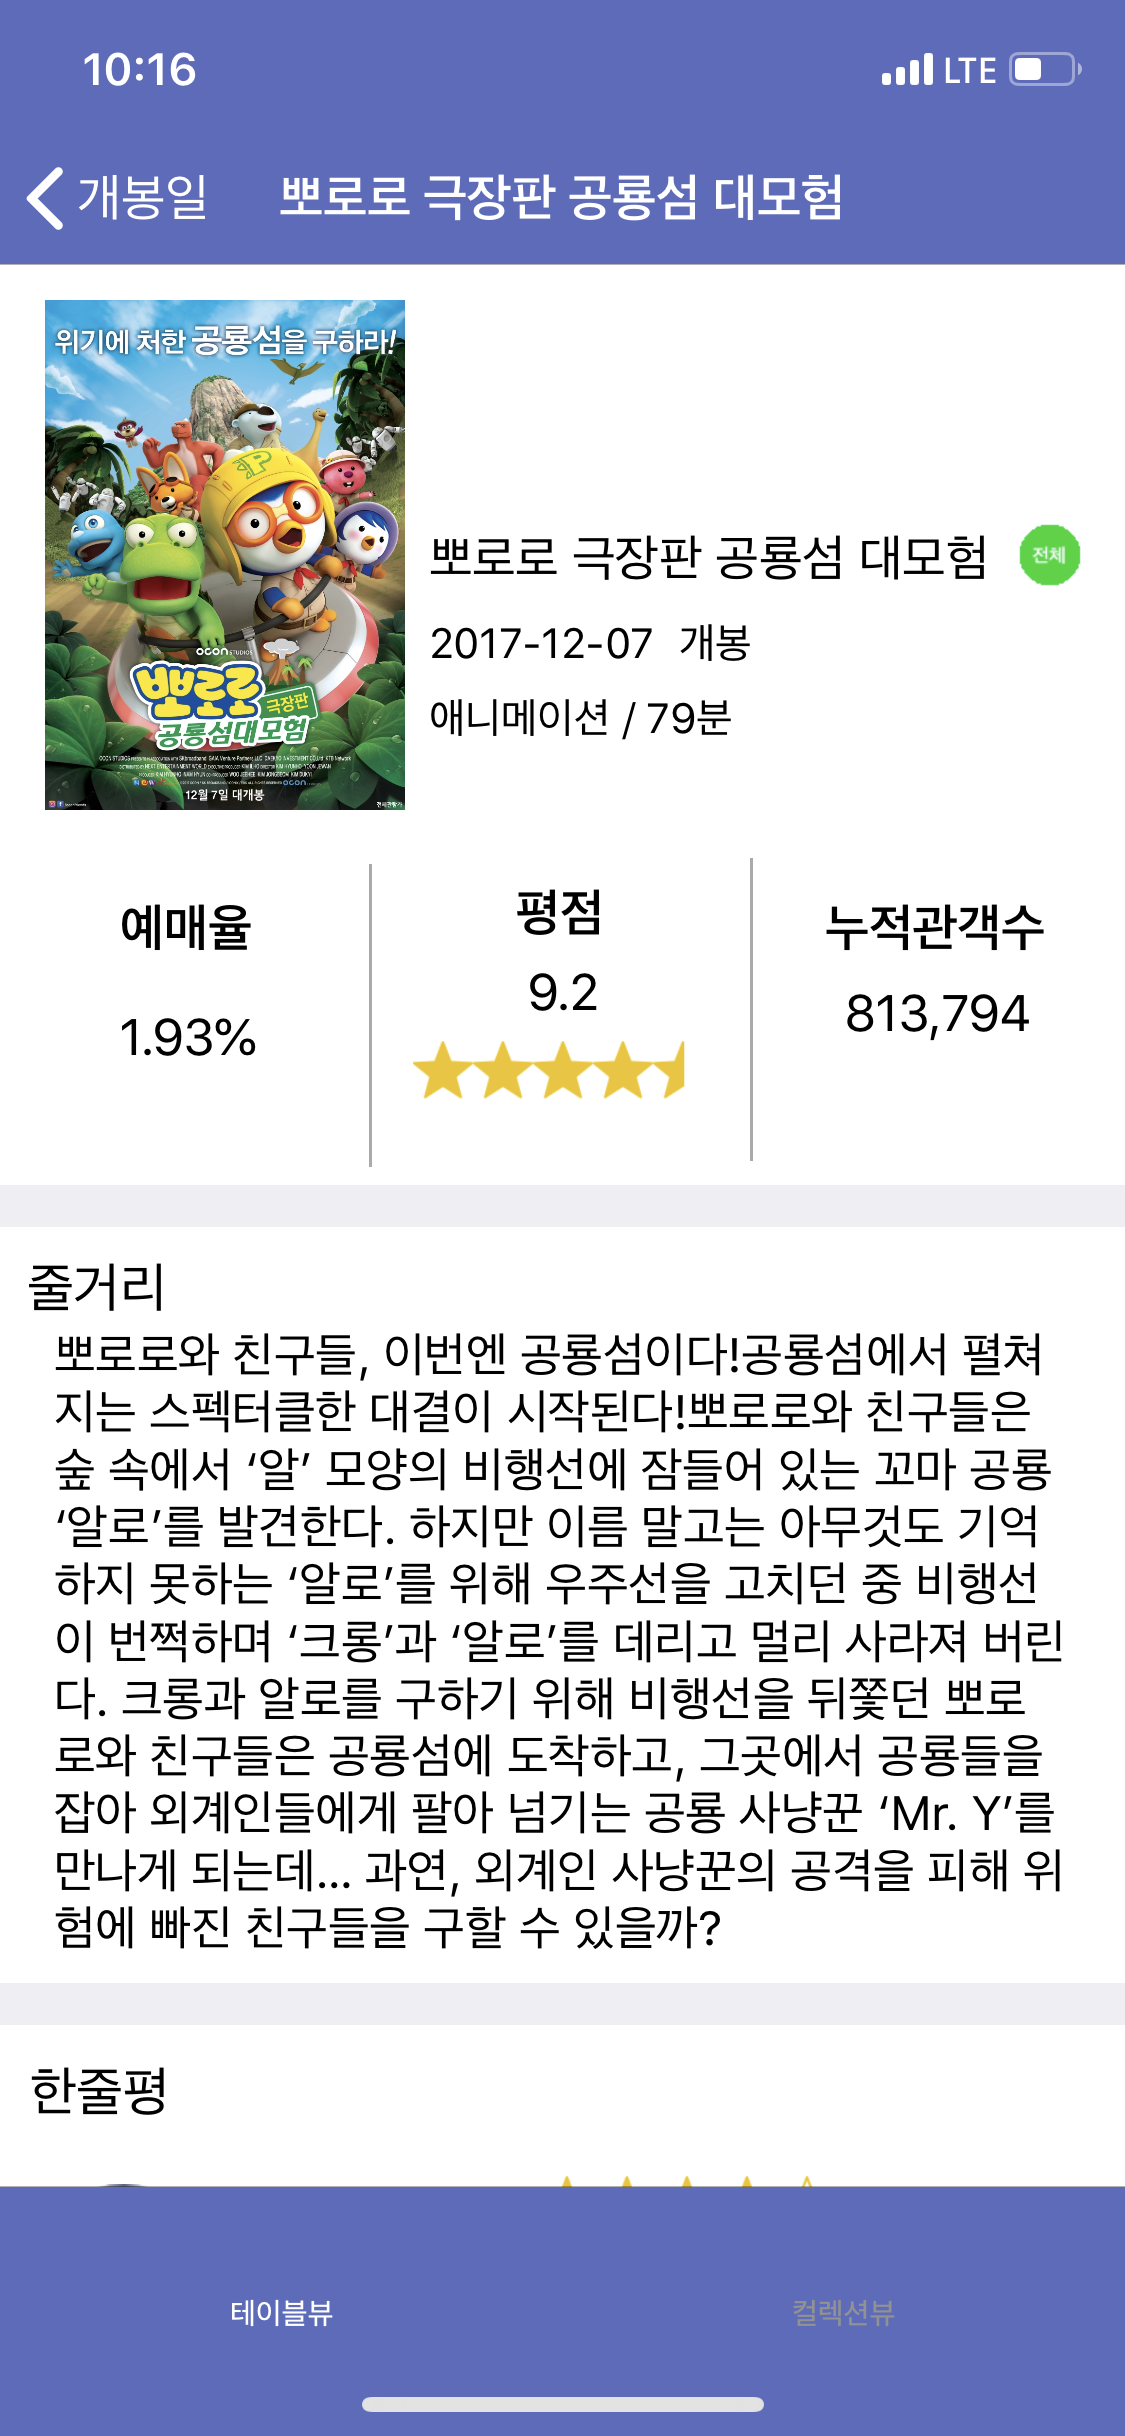 10:16
LTE
개봉일
뽀로로 극장판 공룡섬 대모험
위기에 처한 공룡섬을 구하라!
P
OCON STUDIOS
뽀로로
극장판
공룡섬대모험
12월 7일 대개봉
전체관람가
뽀로로 극장판 공룡섬 대모험
전체
2017-12-07 개봉
애니메이션 / 79분
예매율
1.93%
평점
9.2
누적관객수
813,794
줄거리
뽀로로와 친구들, 이번엔 공룡섬이다!공룡섬에서 펼쳐
지는 스펙터클한 대결이 시작된다!뽀로로와 친구들은
숲 속에서 ‘알’ 모양의 비행선에 잠들어 있는 꼬마 공룡
‘알로’를 발견한다. 하지만 이름 말고는 아무것도 기억
하지 못하는 ‘알로’를 위해 우주선을 고치던 중 비행선
이 번쩍하며 ‘크롱’과 ‘알로’를 데리고 멀리 사라져 버린
다. 크롱과 알로를 구하기 위해 비행선을 뒤쫓던 뽀로
로와 친구들은 공룡섬에 도착하고, 그곳에서 공룡들을
잡아 외계인들에게 팔아 넘기는 공룡 사냥꾼 ‘Mr. Y’를
만나게 되는데... 과연, 외계인 사냥꾼의 공격을 피해 위
험에 빠진 친구들을 구할 수 있을까?
한줄평
테이블뷰
컬렉션뷰